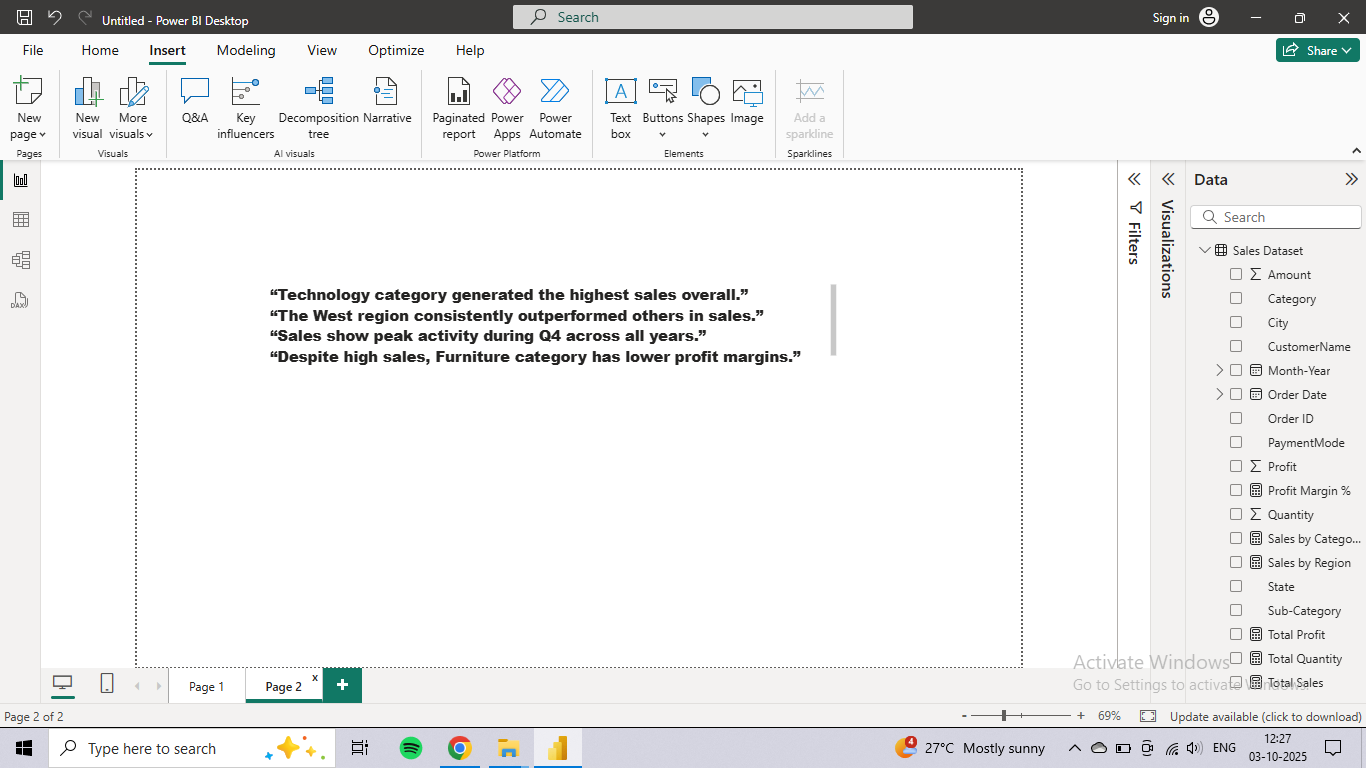 Untitled - Power BI Desktop
Search
Sign in
File Home Insert Modeling View Optimize Help
Share
New page
New visual
More visuals
Q&A
Key influencers
Decomposition tree
Narrative
Paginated report
Power Apps
Power Automate
Text box
Buttons
Shapes
Image
Add a sparkline
Pages
Visuals
AI visuals
Power Platform
Elements
Sparklines
DAX
“Technology category generated the highest sales overall.”
“The West region consistently outperformed others in sales.”
“Sales show peak activity during Q4 across all years.”
“Despite high sales, Furniture category has lower profit margins.”
Filters
Visualizations
Data
Search
Sales Dataset
Amount
Category
City
CustomerName
Month-Year
Order Date
Order ID
PaymentMode
Profit
Profit Margin %
Quantity
Sales by Catego...
Sales by Region
State
Sub-Category
Total Profit
Total Quantity
Total Sales
Activate Windows
Go to Settings to activate Windows.
Page 1
Page 2 x
+
Page 2 of 2
- + 69%
Update available (click to download)
Type here to search
4
27°C Mostly sunny
ENG
12:27
03-10-2025